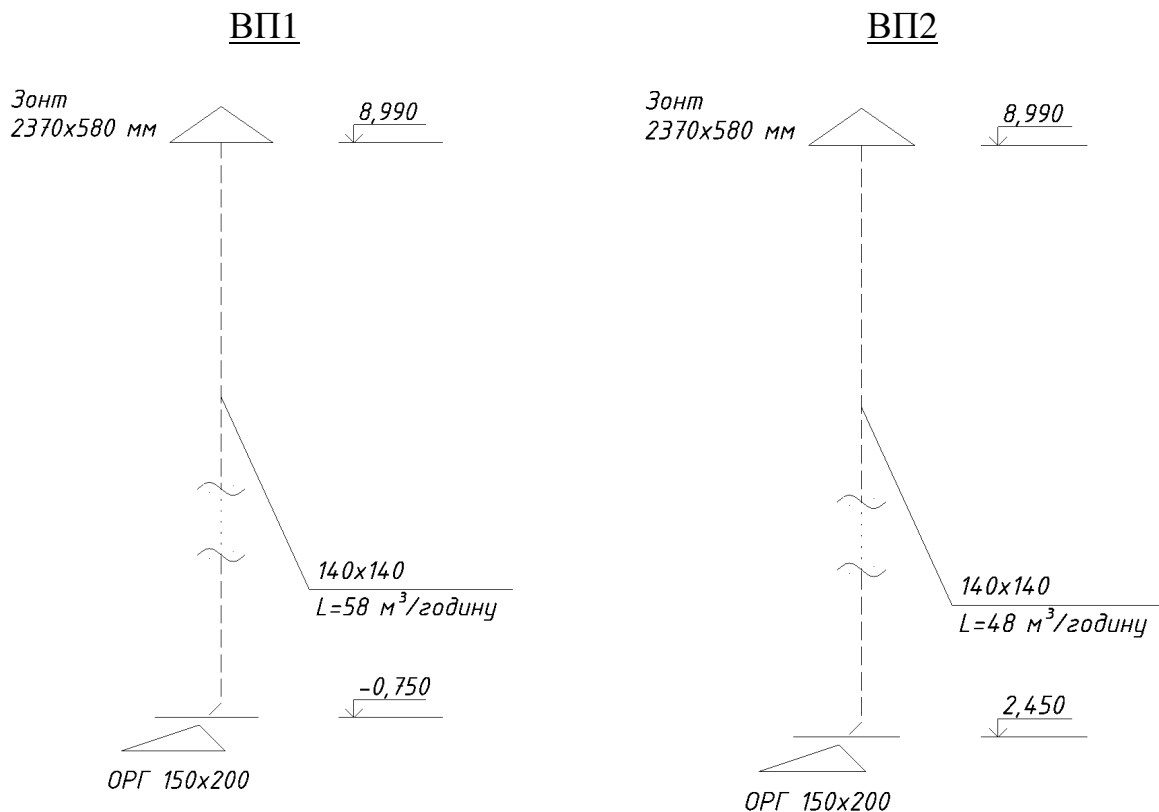 ВП1
Зонт
2370х580 мм
8,990
140х140
L=58 м³/годину
-0,750
ОРГ 150х200
ВП2
Зонт
2370х580 мм
8,990
140х140
L=48 м³/годину
2,450
ОРГ 150х200